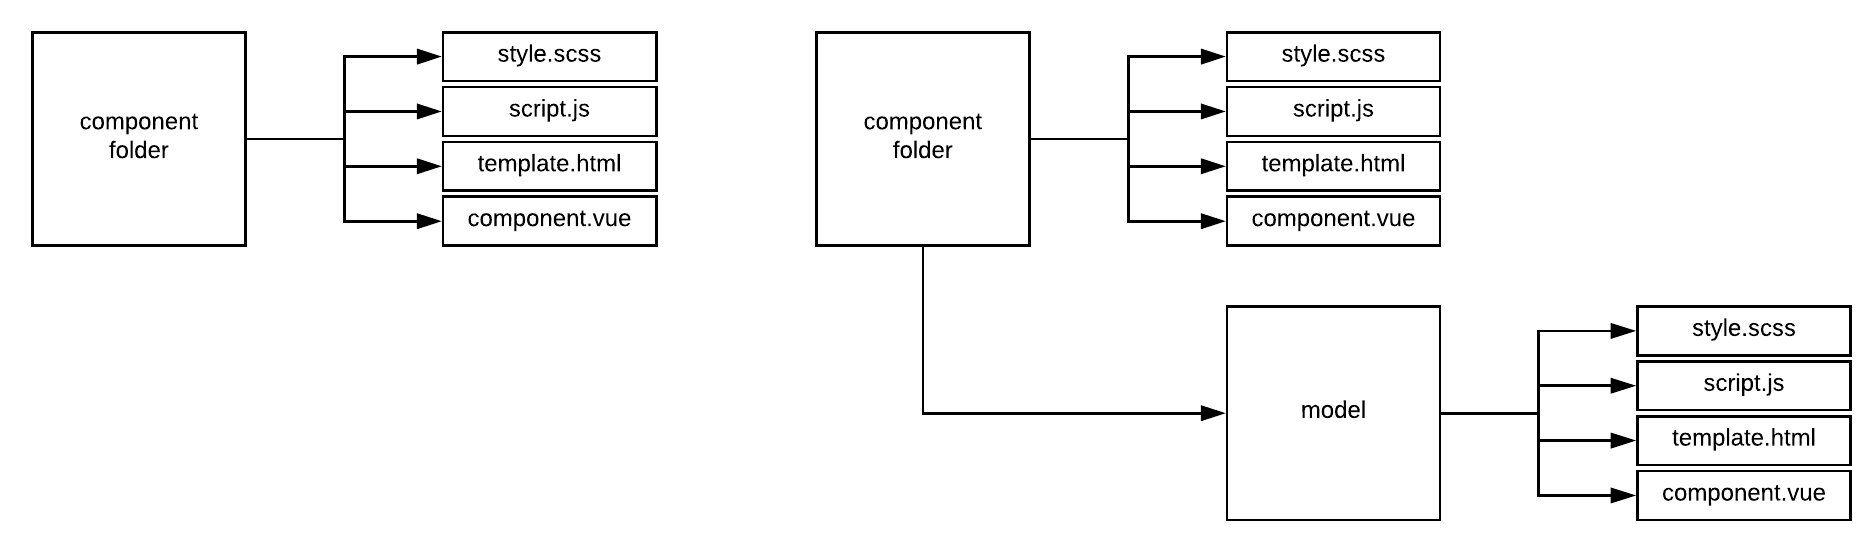 component
folder
style.scss
script.js
template.html
component.vue
component
folder
style.scss
script.js
template.html
component.vue
model
style.scss
script.js
template.html
component.vue